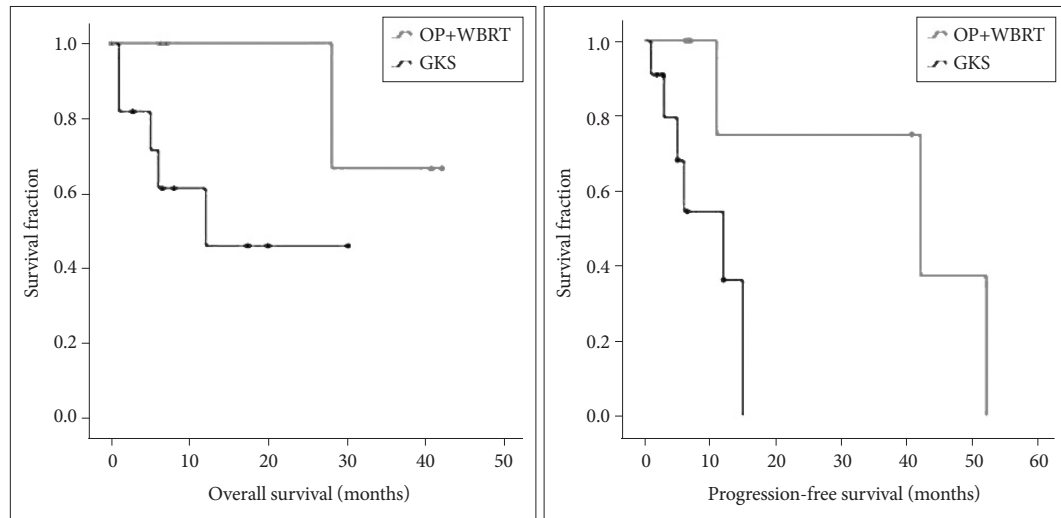 1.0
0.8
0.6
0.4
0.2
0.0
Survival fraction
OP+WBRT
GKS
0 10 20 30 40 50
Overall survival (months)
1.0
0.8
0.6
0.4
0.2
0.0
Survival fraction
OP+WBRT
GKS
0 10 20 30 40 50 60
Progression-free survival (months)